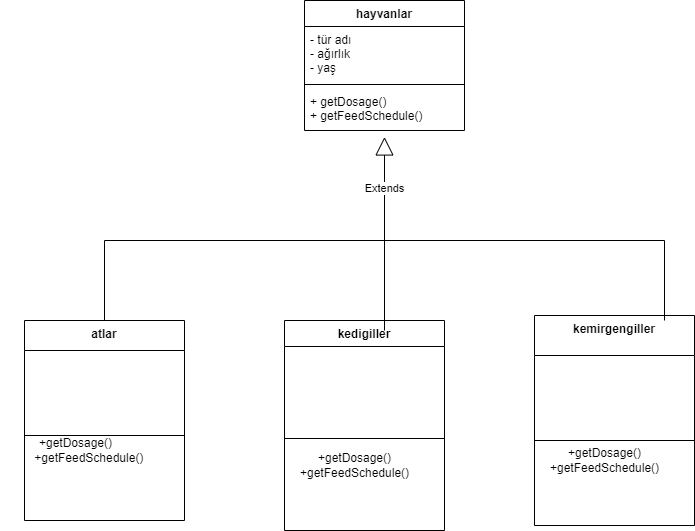 hayvanlar
- tür adı
- ağırlık
- yaş
+ getDosage()
+ getFeedSchedule()
Extends
atlar
+getDosage()
+getFeedSchedule()
kedigiller
+getDosage()
+getFeedSchedule()
kemirgengiller
+getDosage()
+getFeedSchedule()